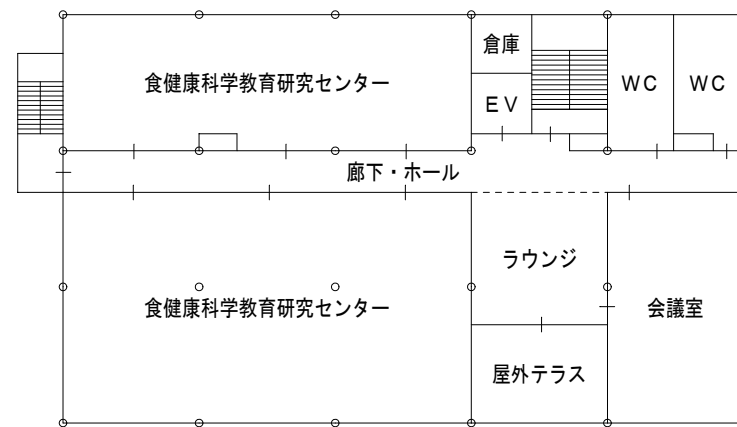 倉庫
食健康科学教育研究センター
ＥＶ
ＷＣ
ＷＣ
廊下・ホール
ラウンジ
食健康科学教育研究センター
会議室
屋外テラス